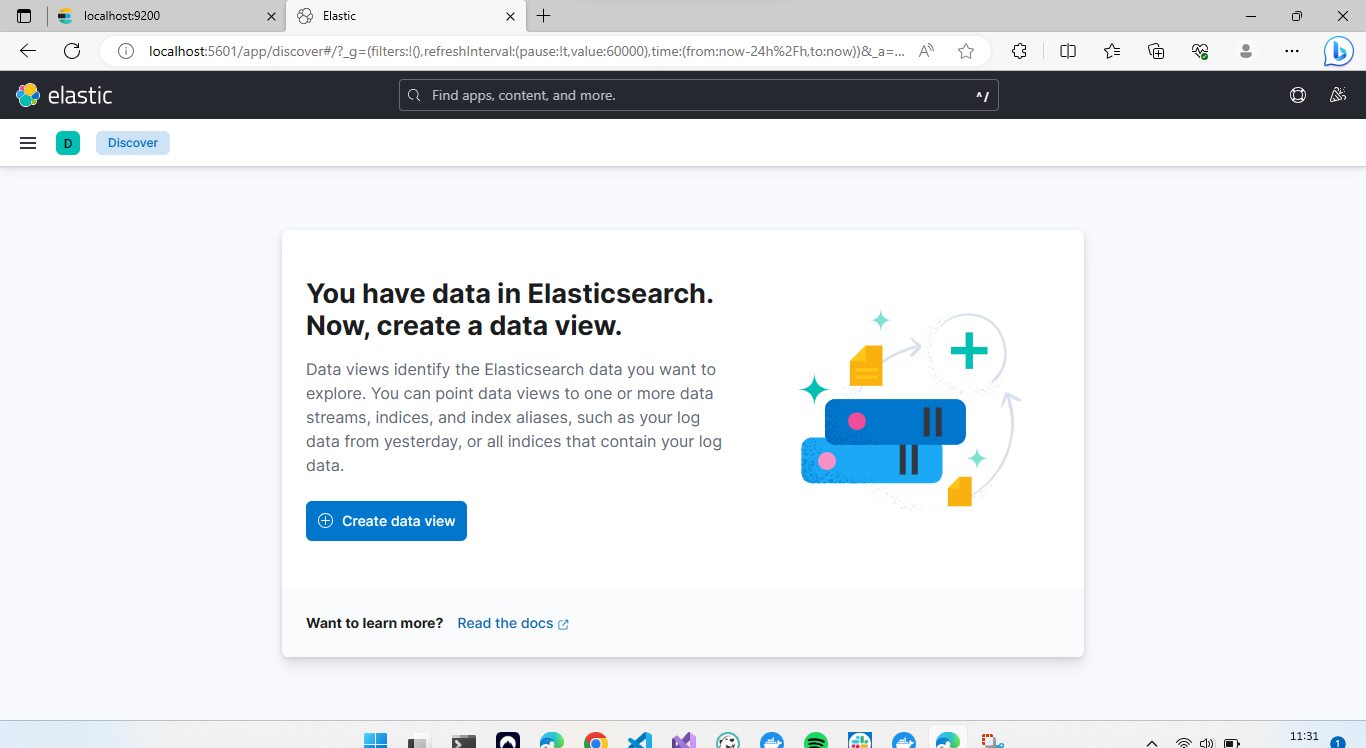 localhost:9200
Elastic
localhost:5601/app/discover#/?_g=(filters:!(),refreshInterval:(pause:!t,value:60000),time:(from:now-24h%2Fh,to:now))&_a=...
elastic
Find apps, content, and more.
^/
D
Discover
You have data in Elasticsearch.
Now, create a data view.
Data views identify the Elasticsearch data you want to
explore. You can point data views to one or more data
streams, indices, and index aliases, such as your log
data from yesterday, or all indices that contain your log
data.
Create data view
Want to learn more? Read the docs
11:31
1